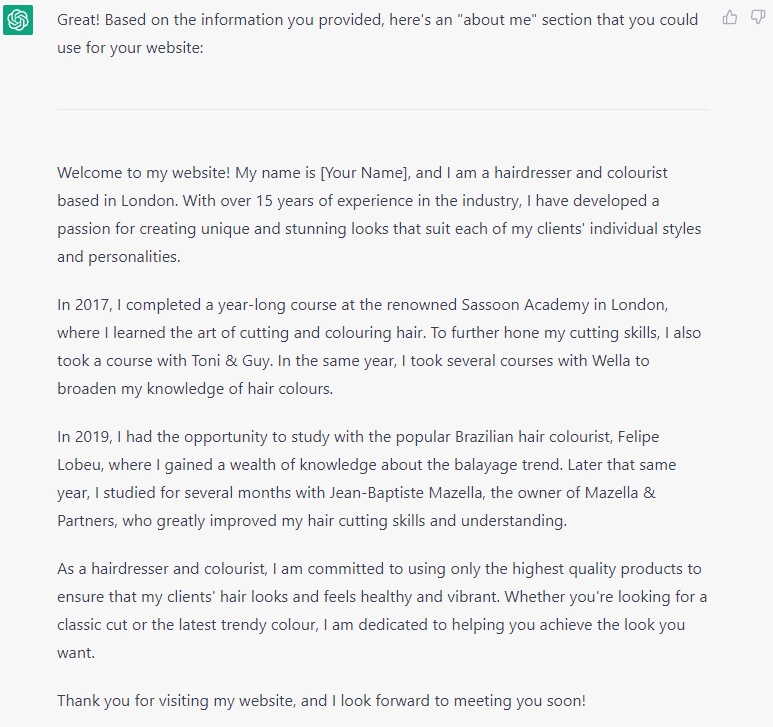 Great! Based on the information you provided, here's an "about me" section that you could
use for your website:
Welcome to my website! My name is [Your Name], and I am a hairdresser and colourist
based in London. With over 15 years of experience in the industry, I have developed a
passion for creating unique and stunning looks that suit each of my clients' individual styles
and personalities.
In 2017, I completed a year-long course at the renowned Sassoon Academy in London,
where I learned the art of cutting and colouring hair. To further hone my cutting skills, I also
took a course with Toni & Guy. In the same year, I took several courses with Wella to
broaden my knowledge of hair colours.
In 2019, I had the opportunity to study with the popular Brazilian hair colourist, Felipe
Lobeu, where I gained a wealth of knowledge about the balayage trend. Later that same
year, I studied for several months with Jean-Baptiste Mazella, the owner of Mazella &
Partners, who greatly improved my hair cutting skills and understanding.
As a hairdresser and colourist, I am committed to using only the highest quality products to
ensure that my clients' hair looks and feels healthy and vibrant. Whether you're looking for a
classic cut or the latest trendy colour, I am dedicated to helping you achieve the look you
want.
Thank you for visiting my website, and I look forward to meeting you soon!